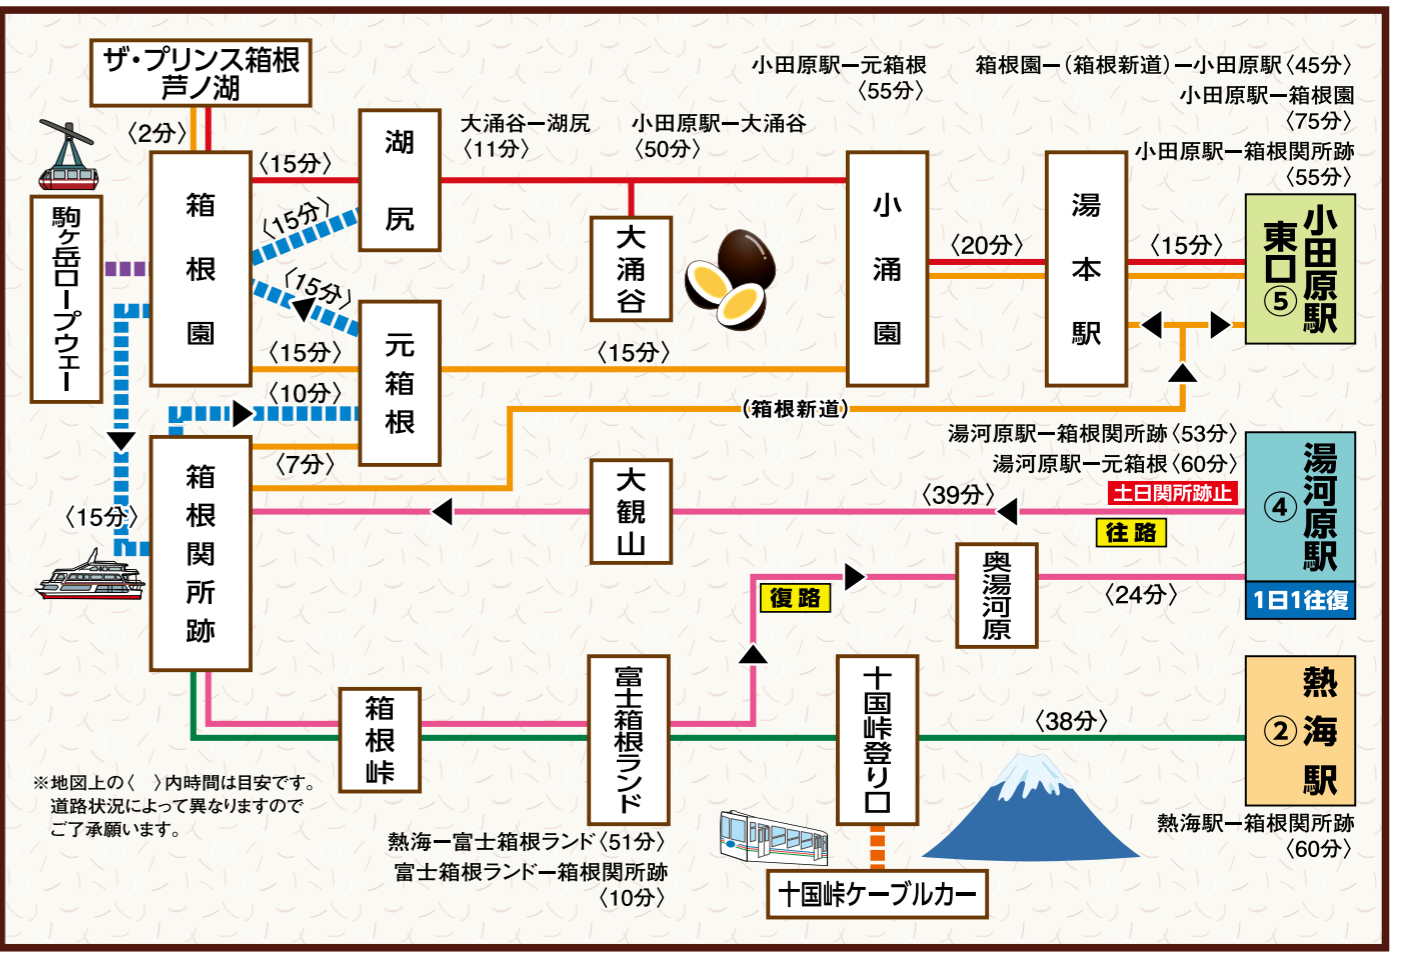 ザ・プリンス箱根
芦ノ湖
〈2分〉
箱根園
駒ヶ岳ロープウェー
〈15分〉
〈15分〉
〈15分〉
〈15分〉
〈10分〉
〈7分〉
〈15分〉
湖尻
元箱根
箱根関所跡
大涌谷ー湖尻
〈11分〉
小田原駅ー大涌谷
〈50分〉
大涌谷
〈15分〉
小田原駅ー元箱根
〈55分〉
小涌園
〈20分〉
湯本駅
〈15分〉
箱根園ー(箱根新道)ー小田原駅〈45分〉
小田原駅ー箱根園
〈75分〉
小田原駅ー箱根関所跡
〈55分〉
小田原駅
東口⑤
(箱根新道)
湯河原駅ー箱根関所跡〈53分〉
湯河原駅ー元箱根〈60分〉
土日関所跡止
〈39分〉
往路
大観山
湯河原駅
④
1日1往復
奥湯河原
〈24分〉
復路
箱根峠
富士箱根ランド
十国峠登り口
〈38分〉
熱海駅
②
熱海駅ー箱根関所跡
〈60分〉
熱海ー富士箱根ランド〈51分〉
富士箱根ランドー箱根関所跡
〈10分〉
十国峠ケーブルカー
※地図上の〈 〉内時間は目安です。
道路状況によって異なりますので
ご了承願います。